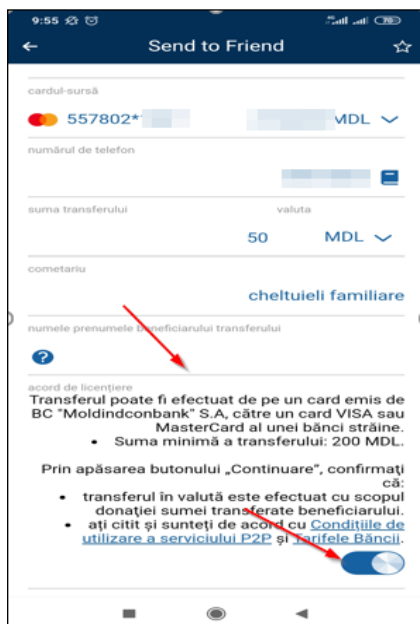 9:55
70
Send to Friend
cardul-sursă
557802*
MDL
numărul de telefon
suma transferului valuta
50 MDL
cometariu
cheltuieli familiare
numele prenumele beneficiarului transferului
?
acord de licențiere
Transferul poate fi efectuat de pe un card emis de
BC "Moldindconbank" S.A, către un card VISA sau
MasterCard al unei bănci străine.
• Suma minimă a transferului: 200 MDL.
Prin apăsarea butonului „Continuare”, confirmați
că:
• transferul în valută este efectuat cu scopul
donației sumei transferate beneficiarului.
• ați citit și sunteți de acord cu Condițiile de
utilizare a serviciului P2P și Tarifele Băncii.